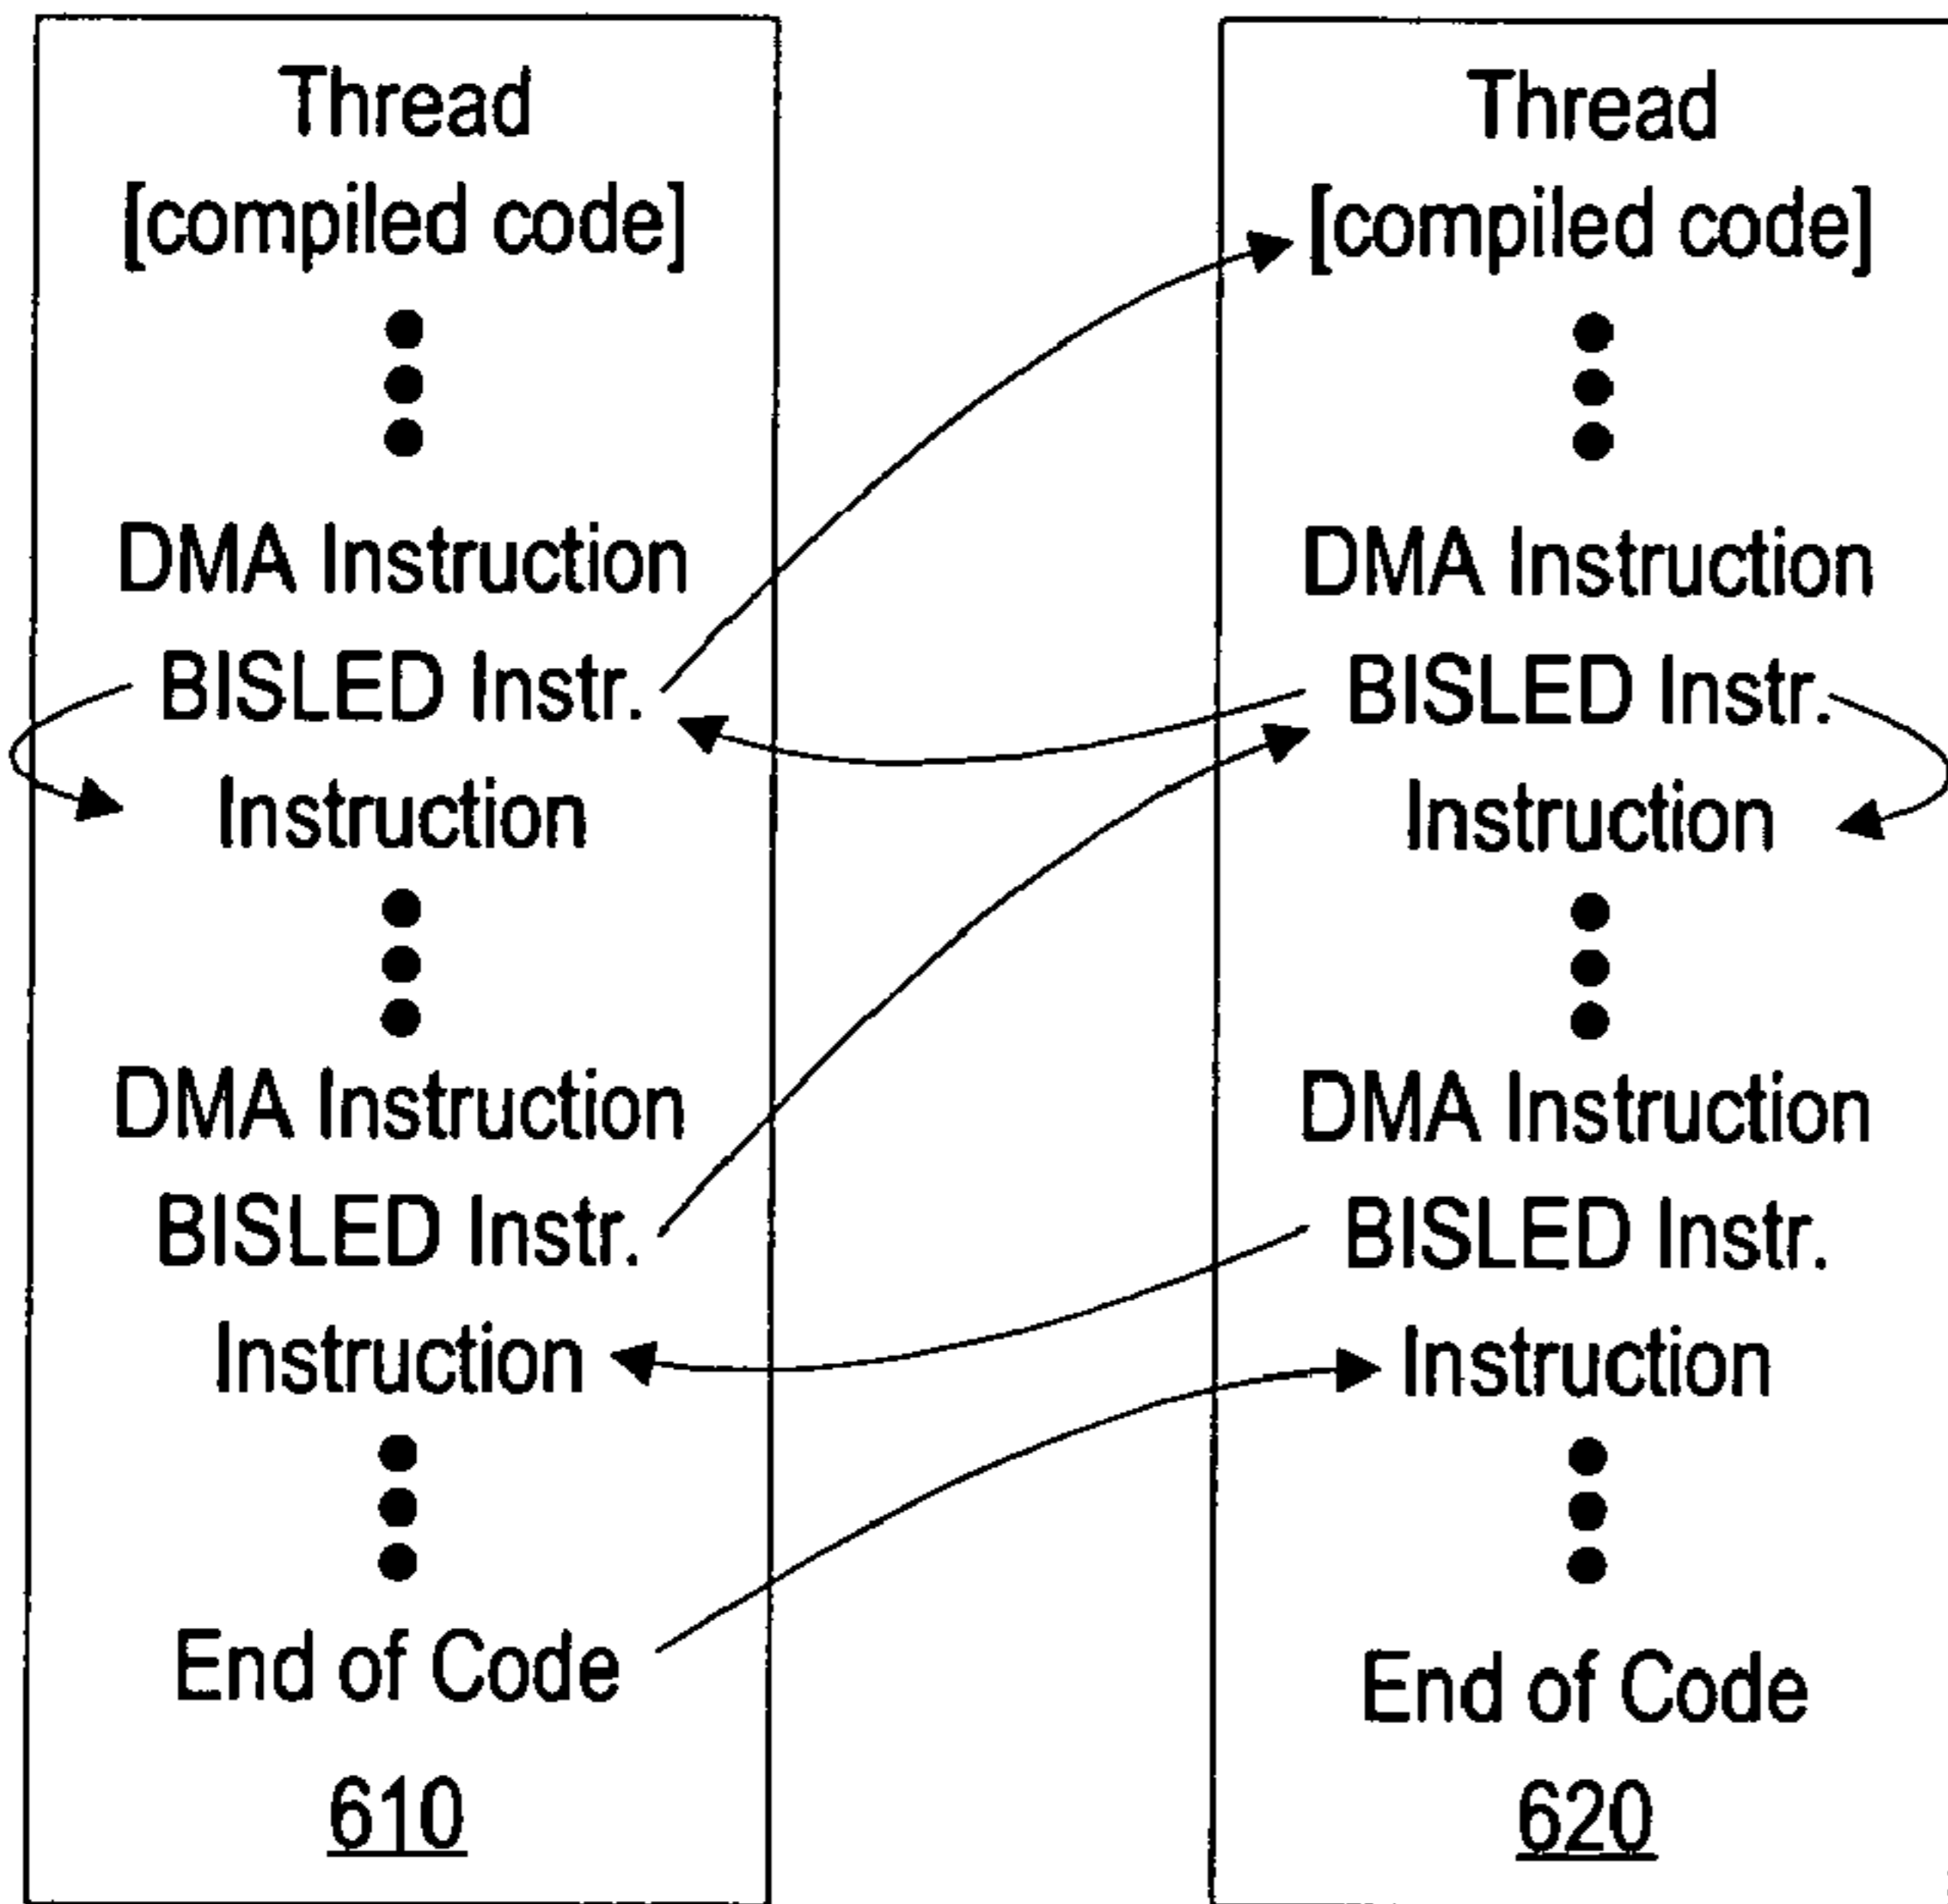 Thread
[compiled code]
DMA Instruction
BISLED Instr.
Instruction
DMA Instruction
BISLED Instr.
Instruction
End of Code
610
Thread
[compiled code]
DMA Instruction
BISLED Instr.
Instruction
DMA Instruction
BISLED Instr.
Instruction
End of Code
620